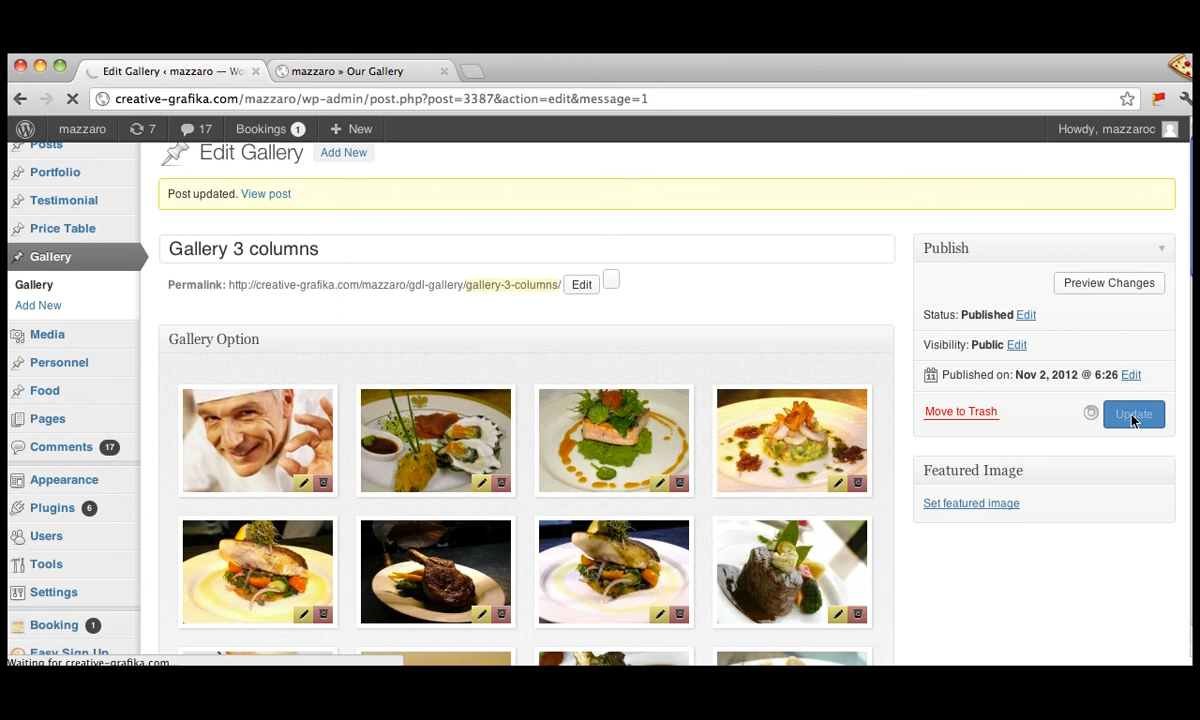 Edit Gallery ‹ mazzaro — Wo
mazzaro » Our Gallery
creative-grafika.com/mazzaro/wp-admin/post.php?post=3387&action=edit&message=1
mazzaro 7 17 Bookings 1 + New Howdy, mazzaroc
Posts
Portfolio
Testimonial
Price Table
Gallery
Gallery
Add New
Media
Personnel
Food
Pages
Comments 17
Appearance
Plugins 6
Users
Tools
Settings
Booking 1
Easy Sign Up
Edit Gallery Add New
Post updated. View post
Gallery 3 columns
Permalink: http://creative-grafika.com/mazzaro/gdl-gallery/gallery-3-columns/ Edit
Gallery Option
Publish
Preview Changes
Status: Published Edit
Visibility: Public Edit
11 Published on: Nov 2, 2012 @ 6:26 Edit
Move to Trash Update
Featured Image
Set featured image
Waiting for creative-grafika.com...